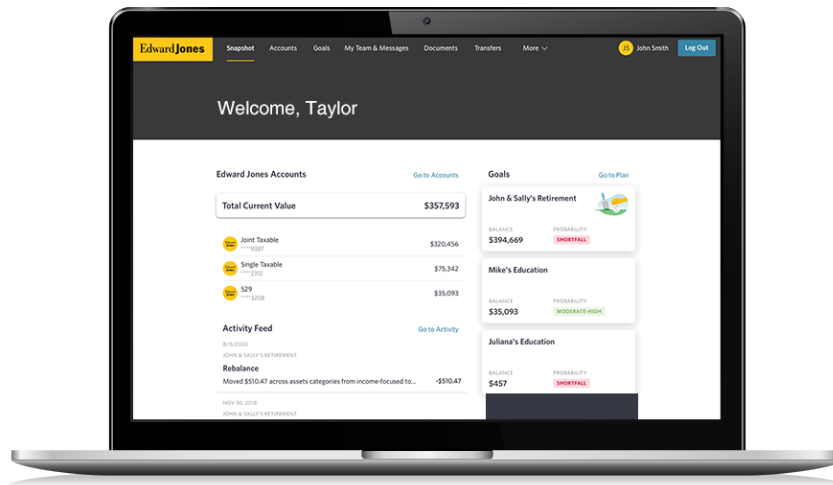 Edward Jones Snapshot Accounts Goals My Team & Messages Documents Transfers More JS John Smith Log Out
Welcome, Taylor
Edward Jones Accounts Go to Accounts
Total Current Value $357,593
Joint Taxable
****9387
$320,456
Single Taxable
****2312
$75,342
529
****3208
$35,093
Activity Feed Go to Activity
8/8/2020
JOHN & SALLY'S RETIREMENT
Rebalance
Moved $510.47 across assets categories from income-focused to... -$510.47
NOV 30, 2018
JOHN & SALLY'S RETIREMENT
Goals Go to Plan
John & Sally's Retirement
BALANCE PROBABILITY
$394,669 SHORTFALL
Mike's Education
BALANCE PROBABILITY
$35,093 MODERATE-HIGH
Juliana's Education
BALANCE PROBABILITY
$457 SHORTFALL